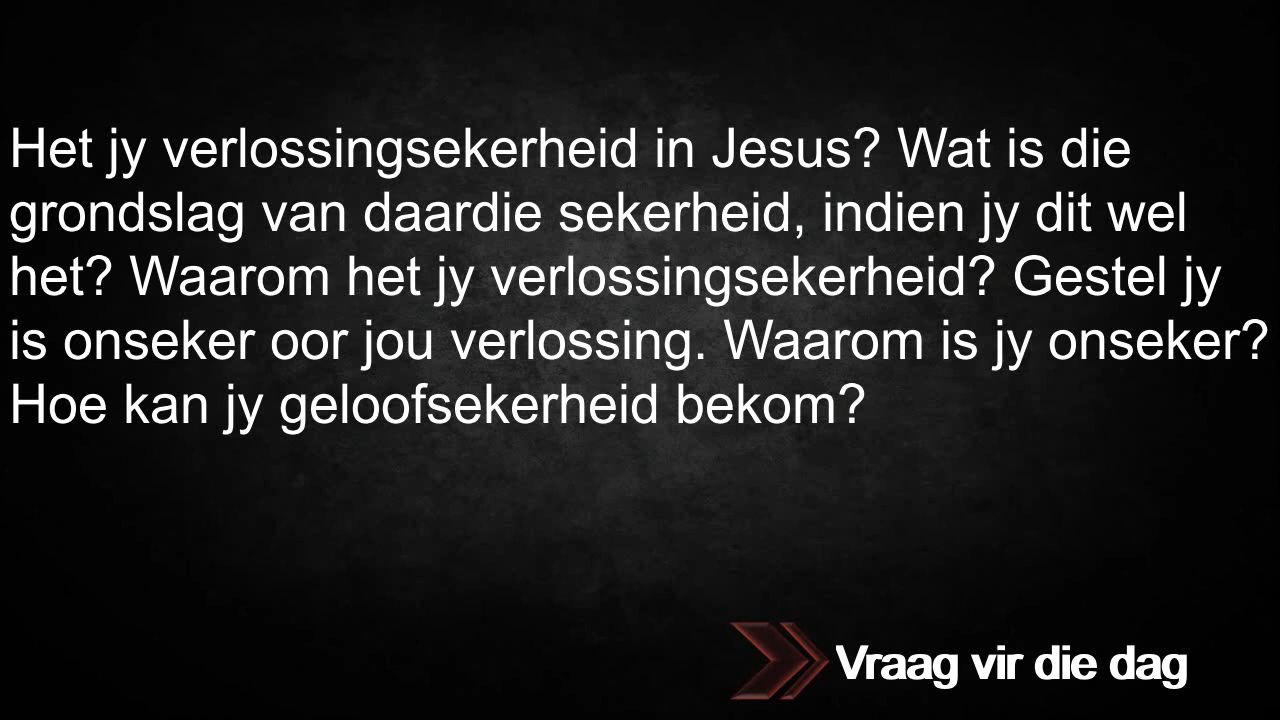 Het jy verlossingsekerheid in Jesus? Wat is die
grondslag van daardie sekerheid, indien jy dit wel
het? Waarom het jy verlossingsekerheid? Gestel jy
is onseker oor jou verlossing. Waarom is jy onseker?
Hoe kan jy geloofsekerheid bekom?
Vraag vir die dag